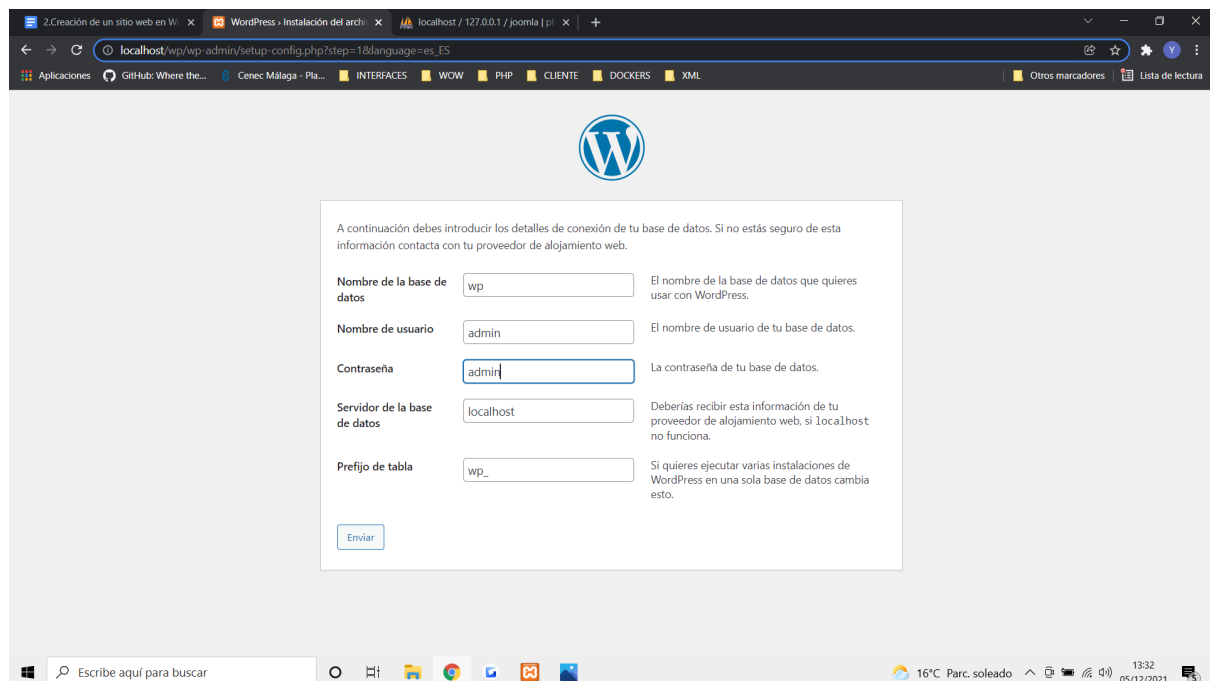 2.Creación de un sitio web en Wo
WordPress › Instalación del archi
localhost / 127.0.0.1 / joomla | ph
localhost/wp/wp-admin/setup-config.php?step=1&language=es_ES
Y
Aplicaciones
GitHub: Where the...
Cenec Málaga - Pla...
INTERFACES
WOW
PHP
CLIENTE
DOCKERS
XML
Otros marcadores
Lista de lectura
A continuación debes introducir los detalles de conexión de tu base de datos. Si no estás seguro de esta
información contacta con tu proveedor de alojamiento web.
Nombre de la base de
datos
wp
El nombre de la base de datos que quieres
usar con WordPress.
Nombre de usuario
admin
El nombre de usuario de tu base de datos.
Contraseña
admin
La contraseña de tu base de datos.
Servidor de la base
de datos
localhost
Deberías recibir esta información de tu
proveedor de alojamiento web, si localhost
no funciona.
Prefijo de tabla
wp_
Si quieres ejecutar varias instalaciones de
WordPress en una sola base de datos cambia
esto.
Enviar
Escribe aquí para buscar
16°C Parc. soleado
13:32
05/12/2021
5